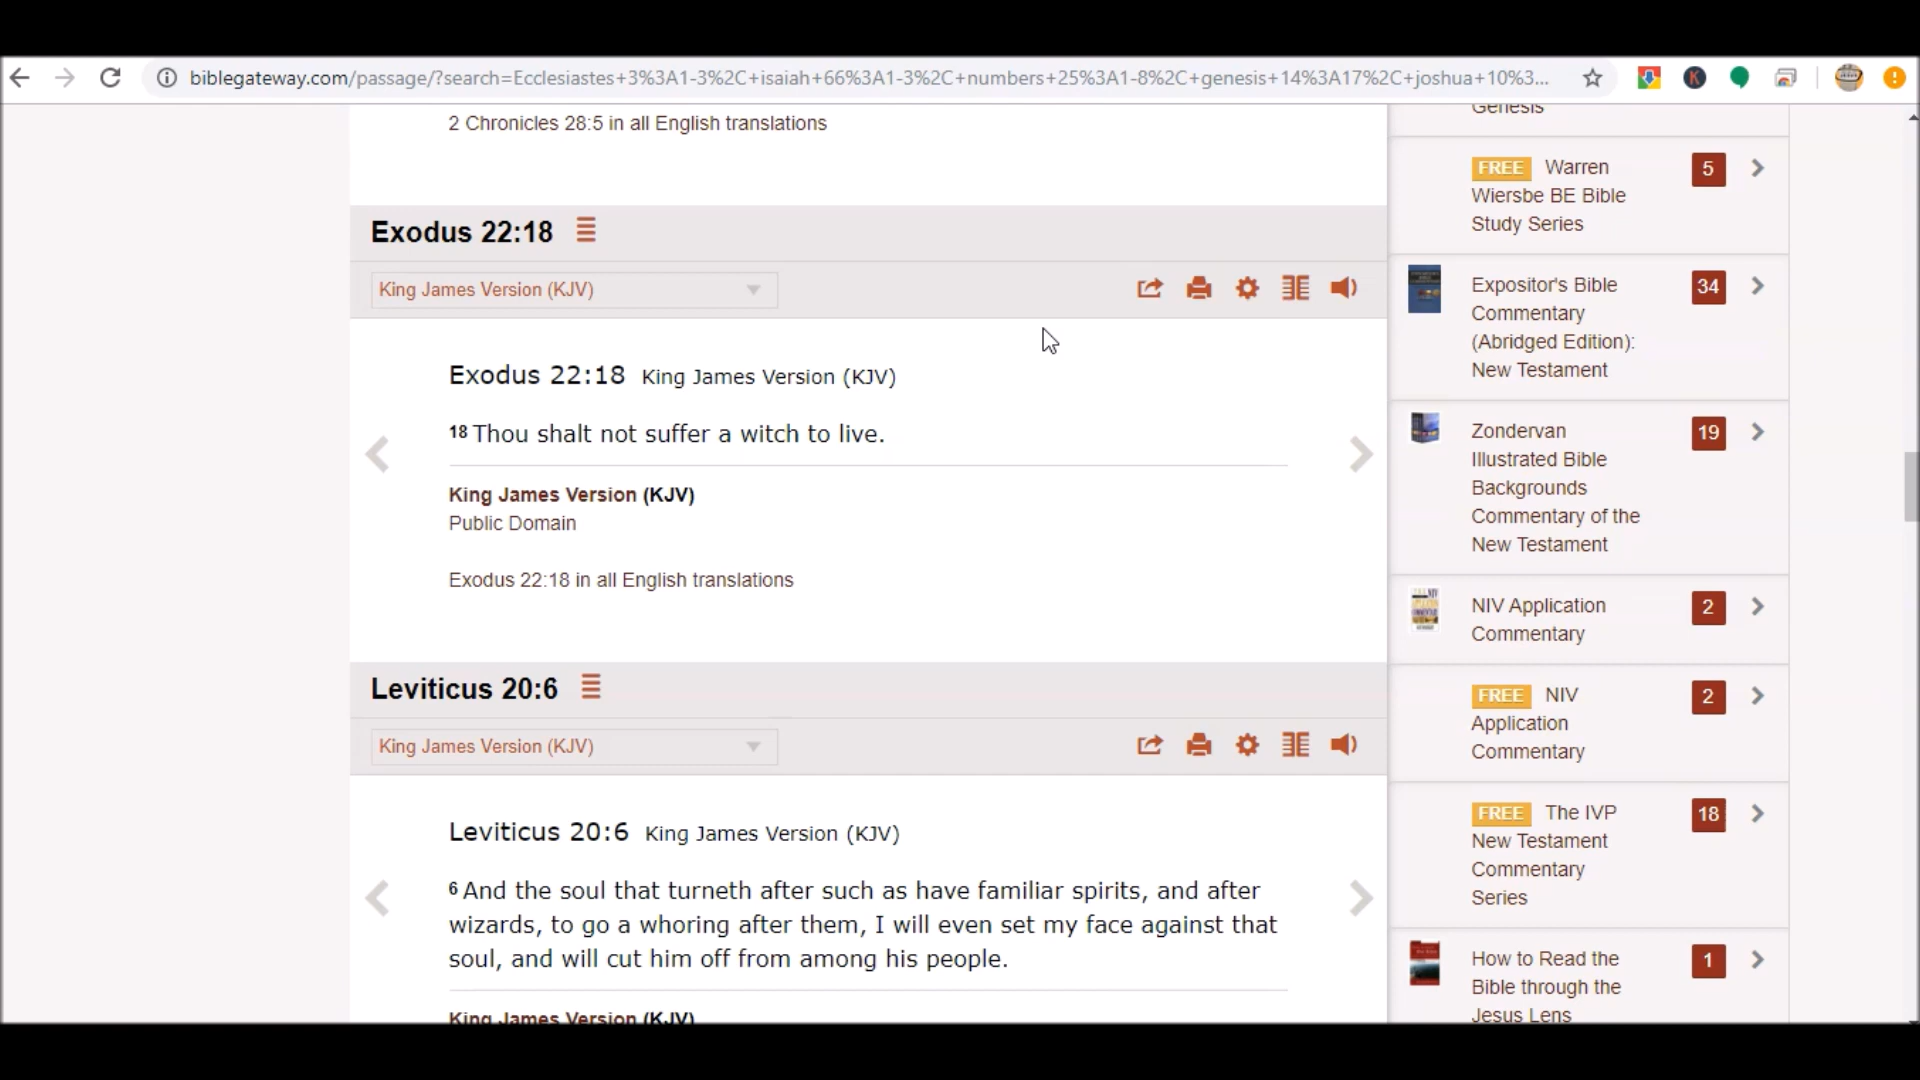 biblegateway.com/passage/?search=Ecclesiastes+3%3A1-3%2C+isaiah+66%3A1-3%2C+numbers+25%3A1-8%2C+genesis+14%3A17%2C+joshua+10%3...
2 Chronicles 28:5 in all English translations
Exodus 22:18
King James Version (KJV)
Exodus 22:18 King James Version (KJV)
18 Thou shalt not suffer a witch to live.
King James Version (KJV)
Public Domain
Exodus 22:18 in all English translations
Leviticus 20:6
King James Version (KJV)
Leviticus 20:6 King James Version (KJV)
6 And the soul that turneth after such as have familiar spirits, and after
wizards, to go a whoring after them, I will even set my face against that
soul, and will cut him off from among his people.
King James Version (KJV)
Genesis
FREE Warren 5
Wiersbe BE Bible
Study Series
Expositor's Bible 34
Commentary
(Abridged Edition):
New Testament
Zondervan 19
Illustrated Bible
Backgrounds
Commentary of the
New Testament
NIV Application 2
Commentary
FREE NIV 2
Application
Commentary
FREE The IVP 18
New Testament
Commentary
Series
How to Read the 1
Bible through the
Jesus Lens